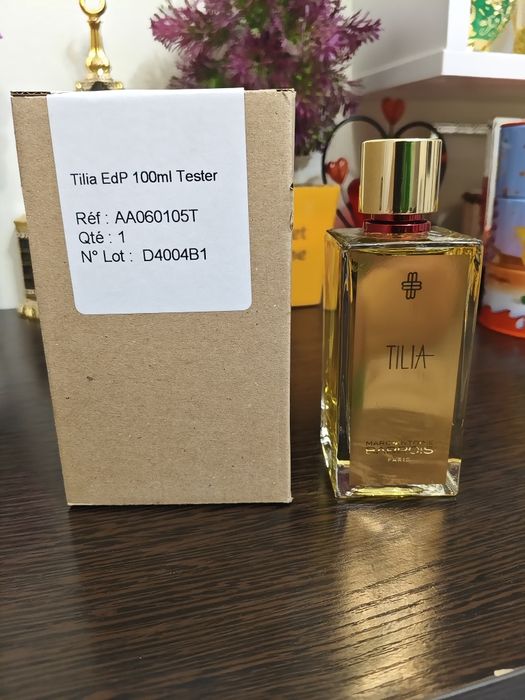 Tilia EdP 100ml Tester
Réf : AA060105T
Qté : 1
N° Lot : D4004B1
TILIA
PARIS